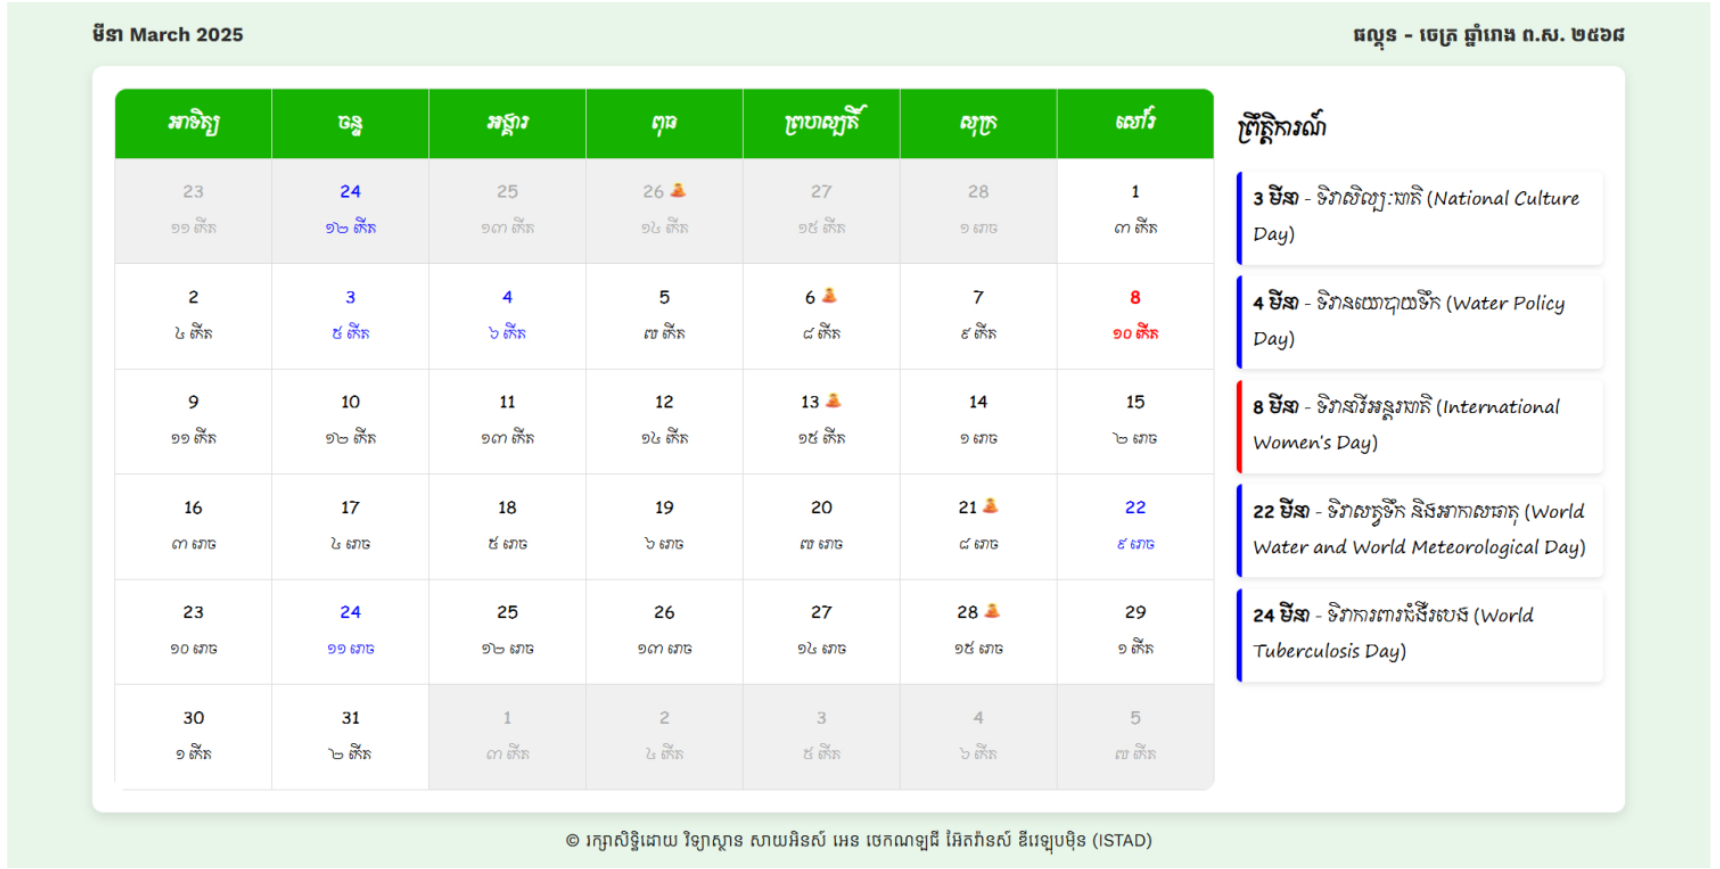 មីនា March 2025
ផល្គុន - ចេត្រ ឆ្នាំរោង ព.ស. ២៥៦៨
អាទិត្យ ចន្ទ អង្គារ ពុធ ព្រហស្បតិ៍ សុក្រ សៅរ៍
23 24 25 26 27 28 1
១១ កើត ១២ កើត ១៣ កើត ១៤ កើត ១៥ កើត ១ រោច ៣ កើត
2 3 4 5 6 7 8
៤ កើត ៥ កើត ៦ កើត ៧ កើត ៨ កើត ៩ កើត ១០ កើត
9 10 11 12 13 14 15
១១ កើត ១២ កើត ១៣ កើត ១៤ កើត ១៥ កើត ១ រោច ២ រោច
16 17 18 19 20 21 22
៣ រោច ៤ រោច ៥ រោច ៦ រោច ៧ រោច ៨ រោច ៩ រោច
23 24 25 26 27 28 29
១០ រោច ១១ រោច ១២ រោច ១៣ រោច ១៤ រោច ១៥ រោច ១ កើត
30 31 1 2 3 4 5
១ កើត ២ កើត ៣ កើត ៤ កើត ៥ កើត ៦ កើត ៧ កើត
ព្រឹត្តិការណ៍
3 មីនា - ទិវាសិល្បៈជាតិ (National Culture
Day)
4 មីនា - ទិវានយោបាយទឹក (Water Policy
Day)
8 មីនា - ទិវានារីអន្តរជាតិ (International
Women's Day)
22 មីនា - ទិវាសត្វទឹក និងអាកាសធាតុ (World
Water and World Meteorological Day)
24 មីនា - ទិវាការពារជំងឺរបេង (World
Tuberculosis Day)
© រក្សាសិទ្ធិដោយ វិទ្យាស្ថាន សាយអិនស៍ អេន ថេកណឡជី អ៊ែតវ៉ានស៍ ឌីវេឡុបម៉ិន (ISTAD)